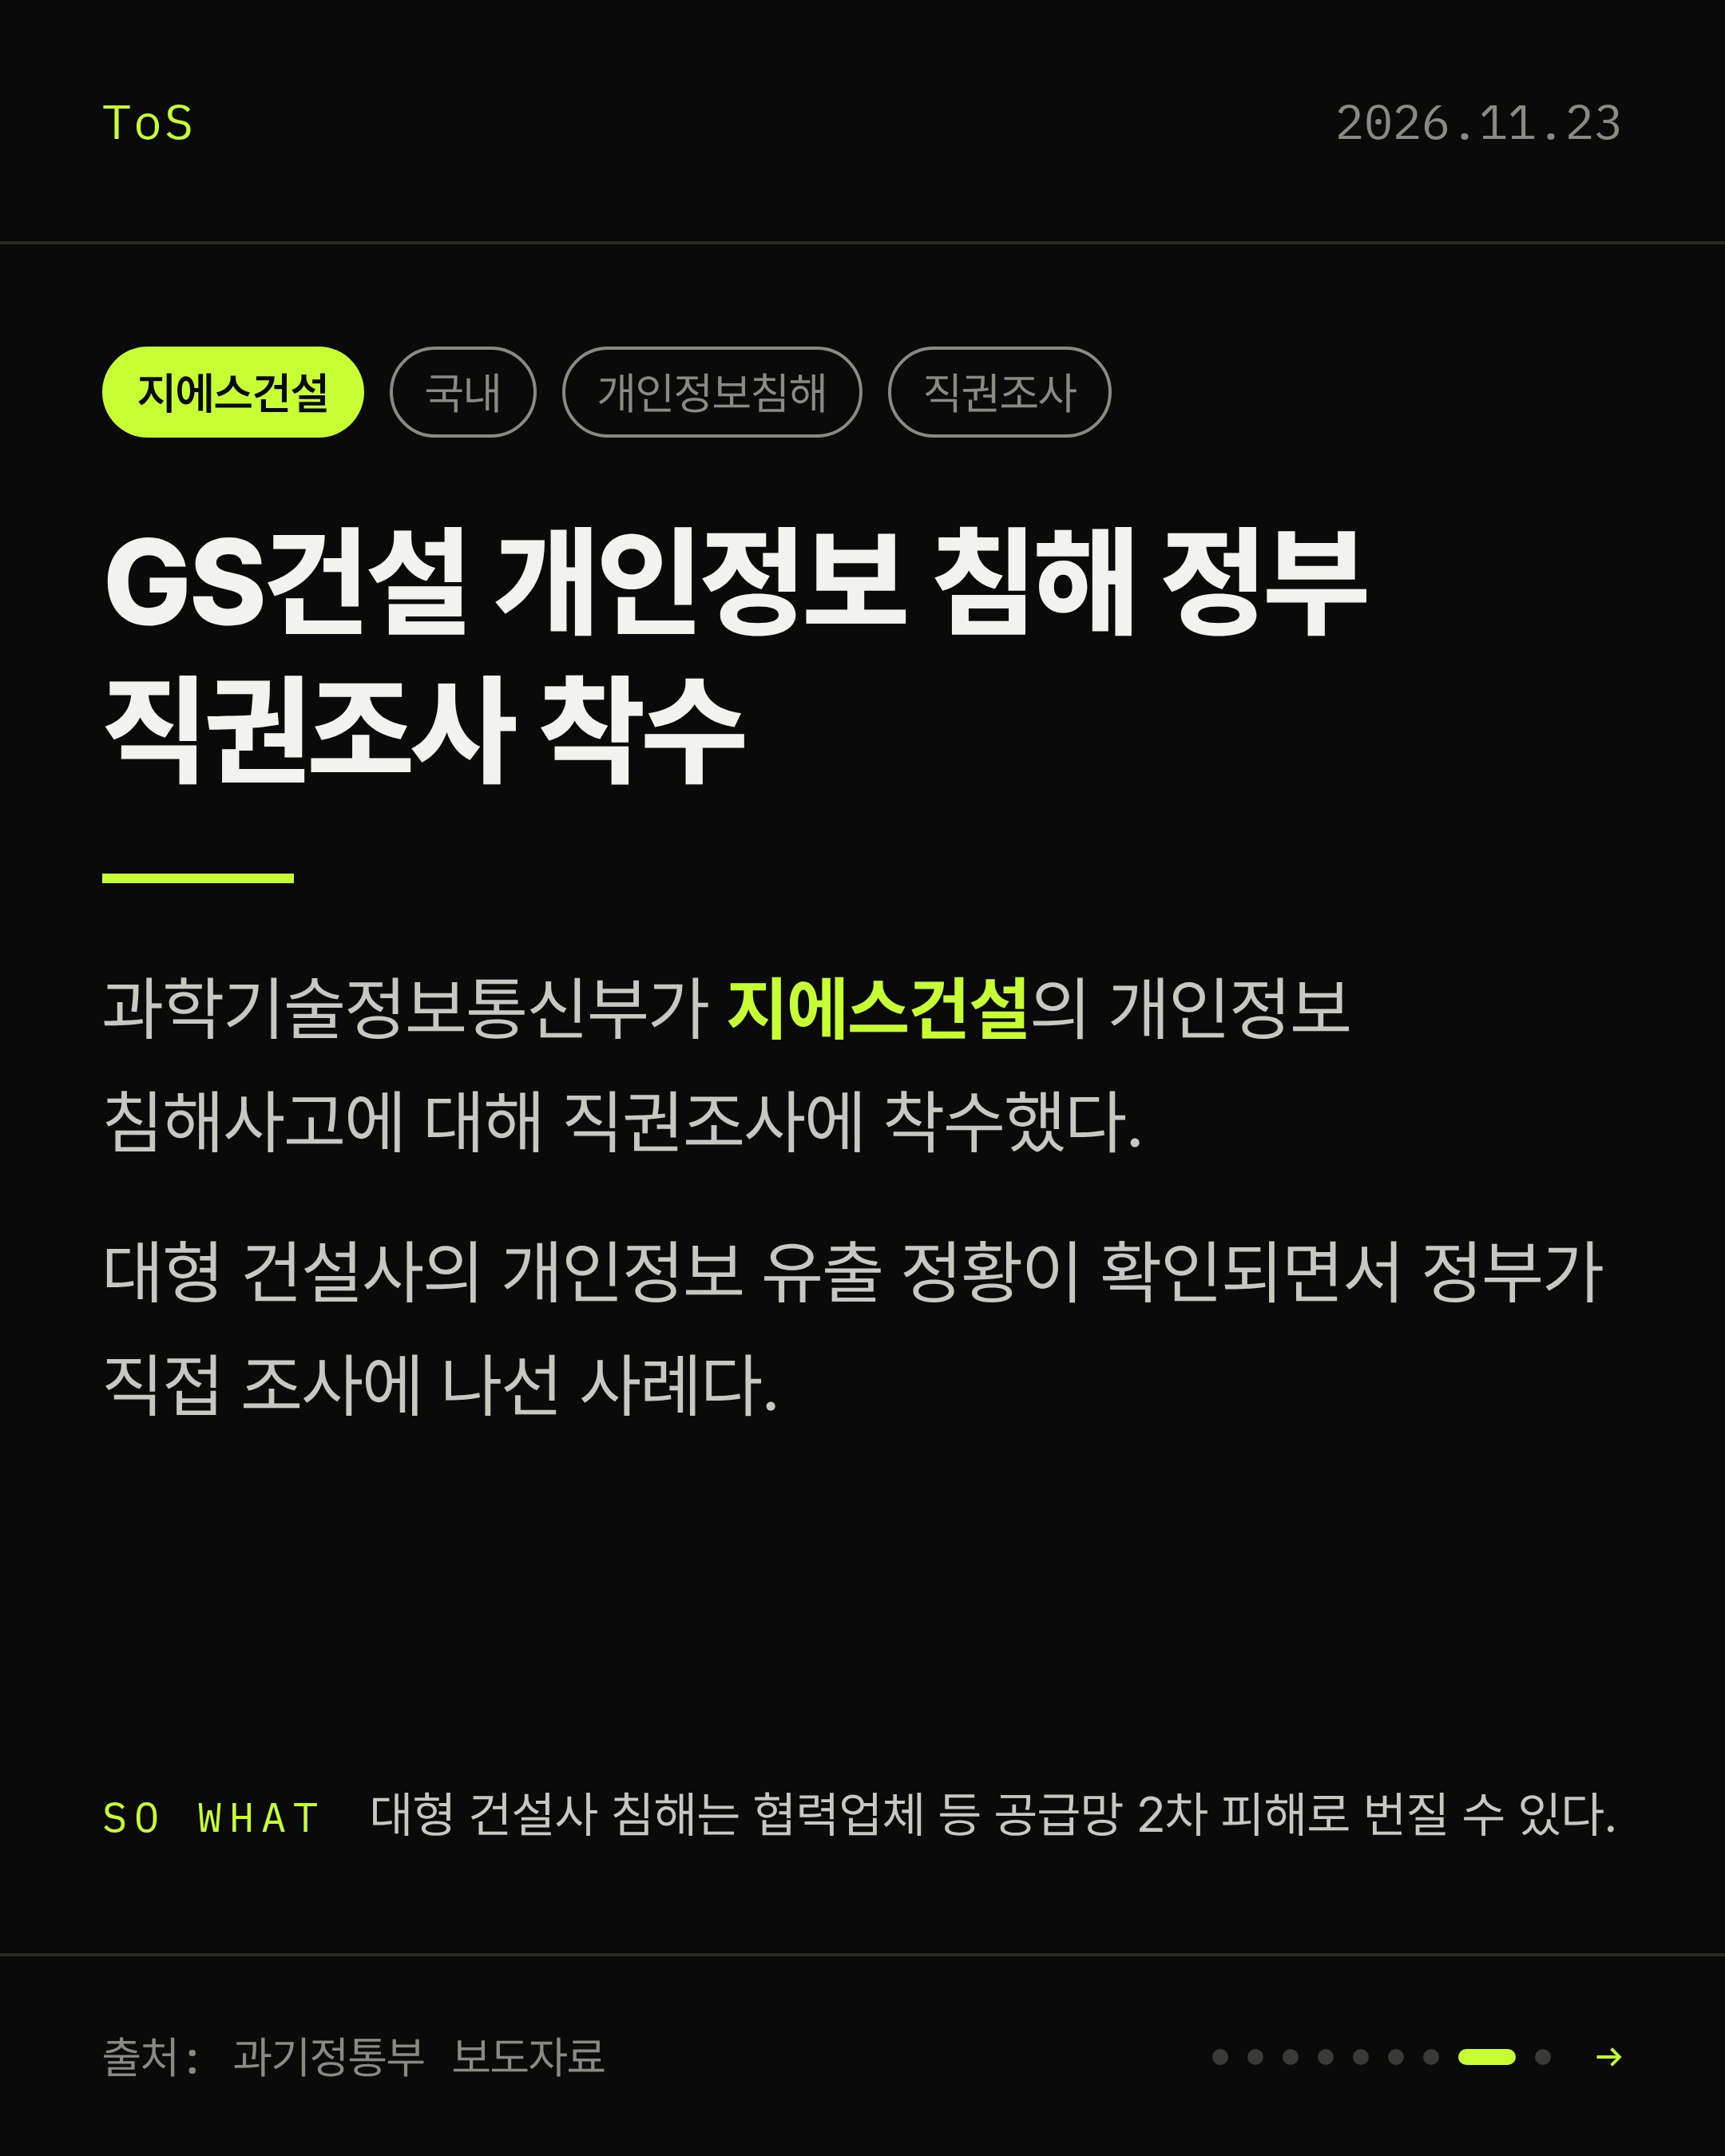 ToS
2026.11.23
지에스건설
국내
개인정보침해
직권조사
GS건설 개인정보 침해 정부
직권조사 착수
과학기술정보통신부가 지에스건설의 개인정보
침해사고에 대해 직권조사에 착수했다.
대형 건설사의 개인정보 유출 정황이 확인되면서 정부가
직접 조사에 나선 사례다.
SO WHAT 대형 건설사 침해는 협력업체 등 공급망 2차 피해로 번질 수 있다.
출처: 과기정통부 보도자료
→